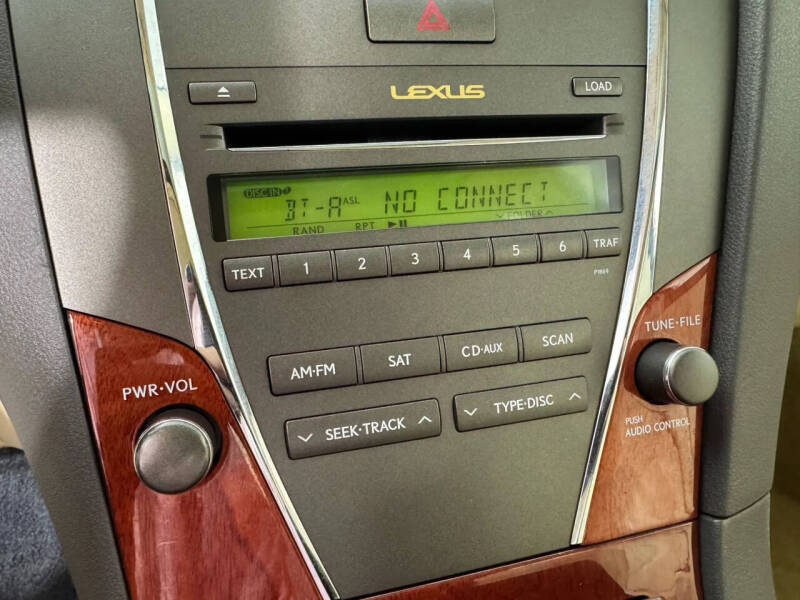 LEXUS
LOAD
DISC IN
BT-A ASL NO CONNECT
RAND RPT FOLDER
TEXT 1 2 3 4 5 6 TRAF
P1869
AM·FM SAT CD·AUX SCAN
SEEK·TRACK TYPE·DISC
PWR·VOL
TUNE·FILE
PUSH
AUDIO CONTROL